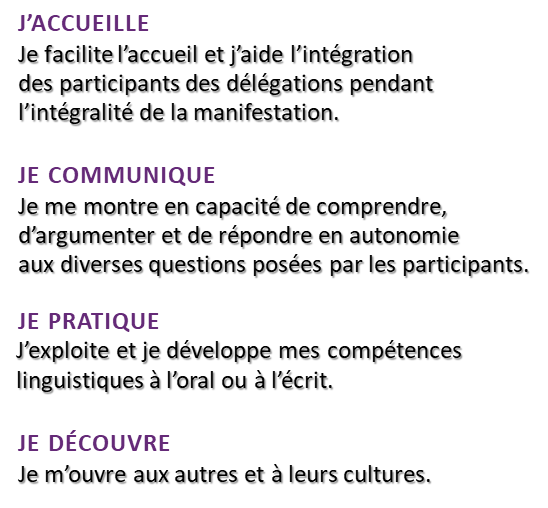 J’ACCUEILLE
Je facilite l’accueil et j’aide l’intégration
des participants des délégations pendant
l’intégralité de la manifestation.
JE COMMUNIQUE
Je me montre en capacité de comprendre,
d’argumenter et de répondre en autonomie
aux diverses questions posées par les participants.
JE PRATIQUE
J’exploite et je développe mes compétences
linguistiques à l’oral ou à l’écrit.
JE DÉCOUVRE
Je m’ouvre aux autres et à leurs cultures.